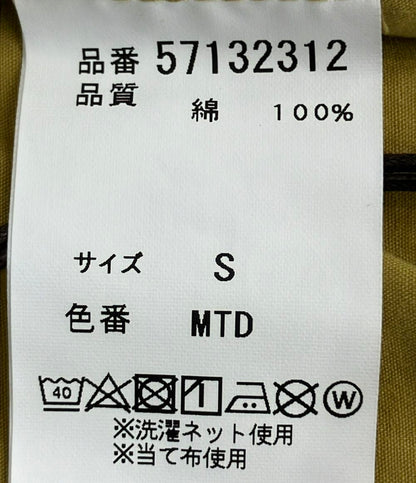 品番 57132312
品質
綿 100%
サイズ S
色番 MTD
40 W
※洗濯ネット使用
※当て布使用